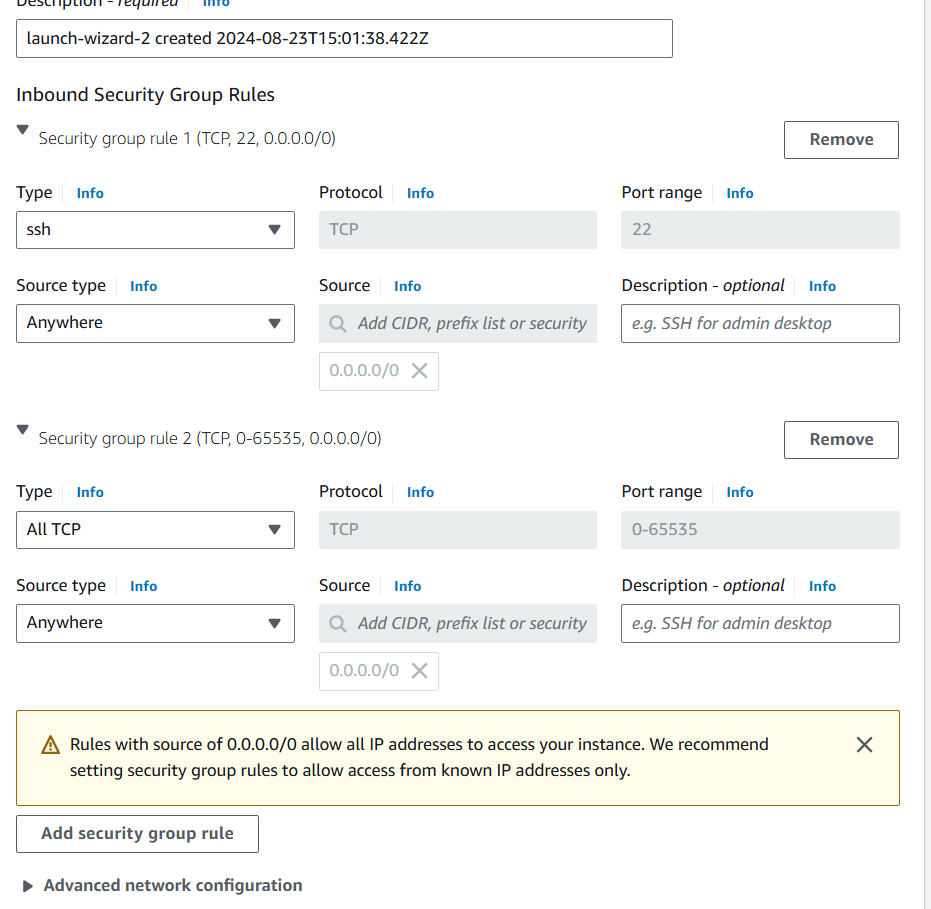 Description - required Info
launch-wizard-2 created 2024-08-23T15:01:38.422Z
Inbound Security Group Rules
Security group rule 1 (TCP, 22, 0.0.0.0/0)
Remove
Type Info Protocol Info Port range Info
ssh TCP 22
Source type Info Source Info Description - optional Info
Anywhere Add CIDR, prefix list or security e.g. SSH for admin desktop
0.0.0.0/0
Security group rule 2 (TCP, 0-65535, 0.0.0.0/0)
Remove
Type Info Protocol Info Port range Info
All TCP TCP 0-65535
Source type Info Source Info Description - optional Info
Anywhere Add CIDR, prefix list or security e.g. SSH for admin desktop
0.0.0.0/0
Rules with source of 0.0.0.0/0 allow all IP addresses to access your instance. We recommend
setting security group rules to allow access from known IP addresses only.
Add security group rule
Advanced network configuration